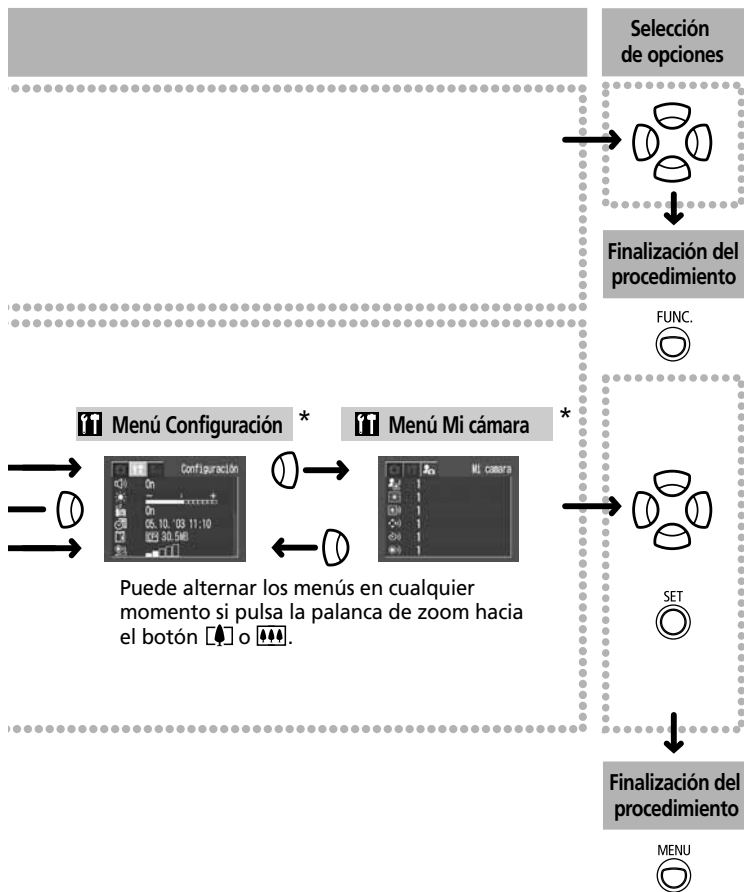 Selección
de opciones
Finalización del
procedimiento
FUNC.
Menú Configuración *
Menú Mi cámara *
Configuración
On
On
05.10.'03 11:10
30.5MB
Mi camara
1
1
1
1
1
1
Puede alternar los menús en cualquier
momento si pulsa la palanca de zoom hacia
el botón o .
SET
Finalización del
procedimiento
MENU